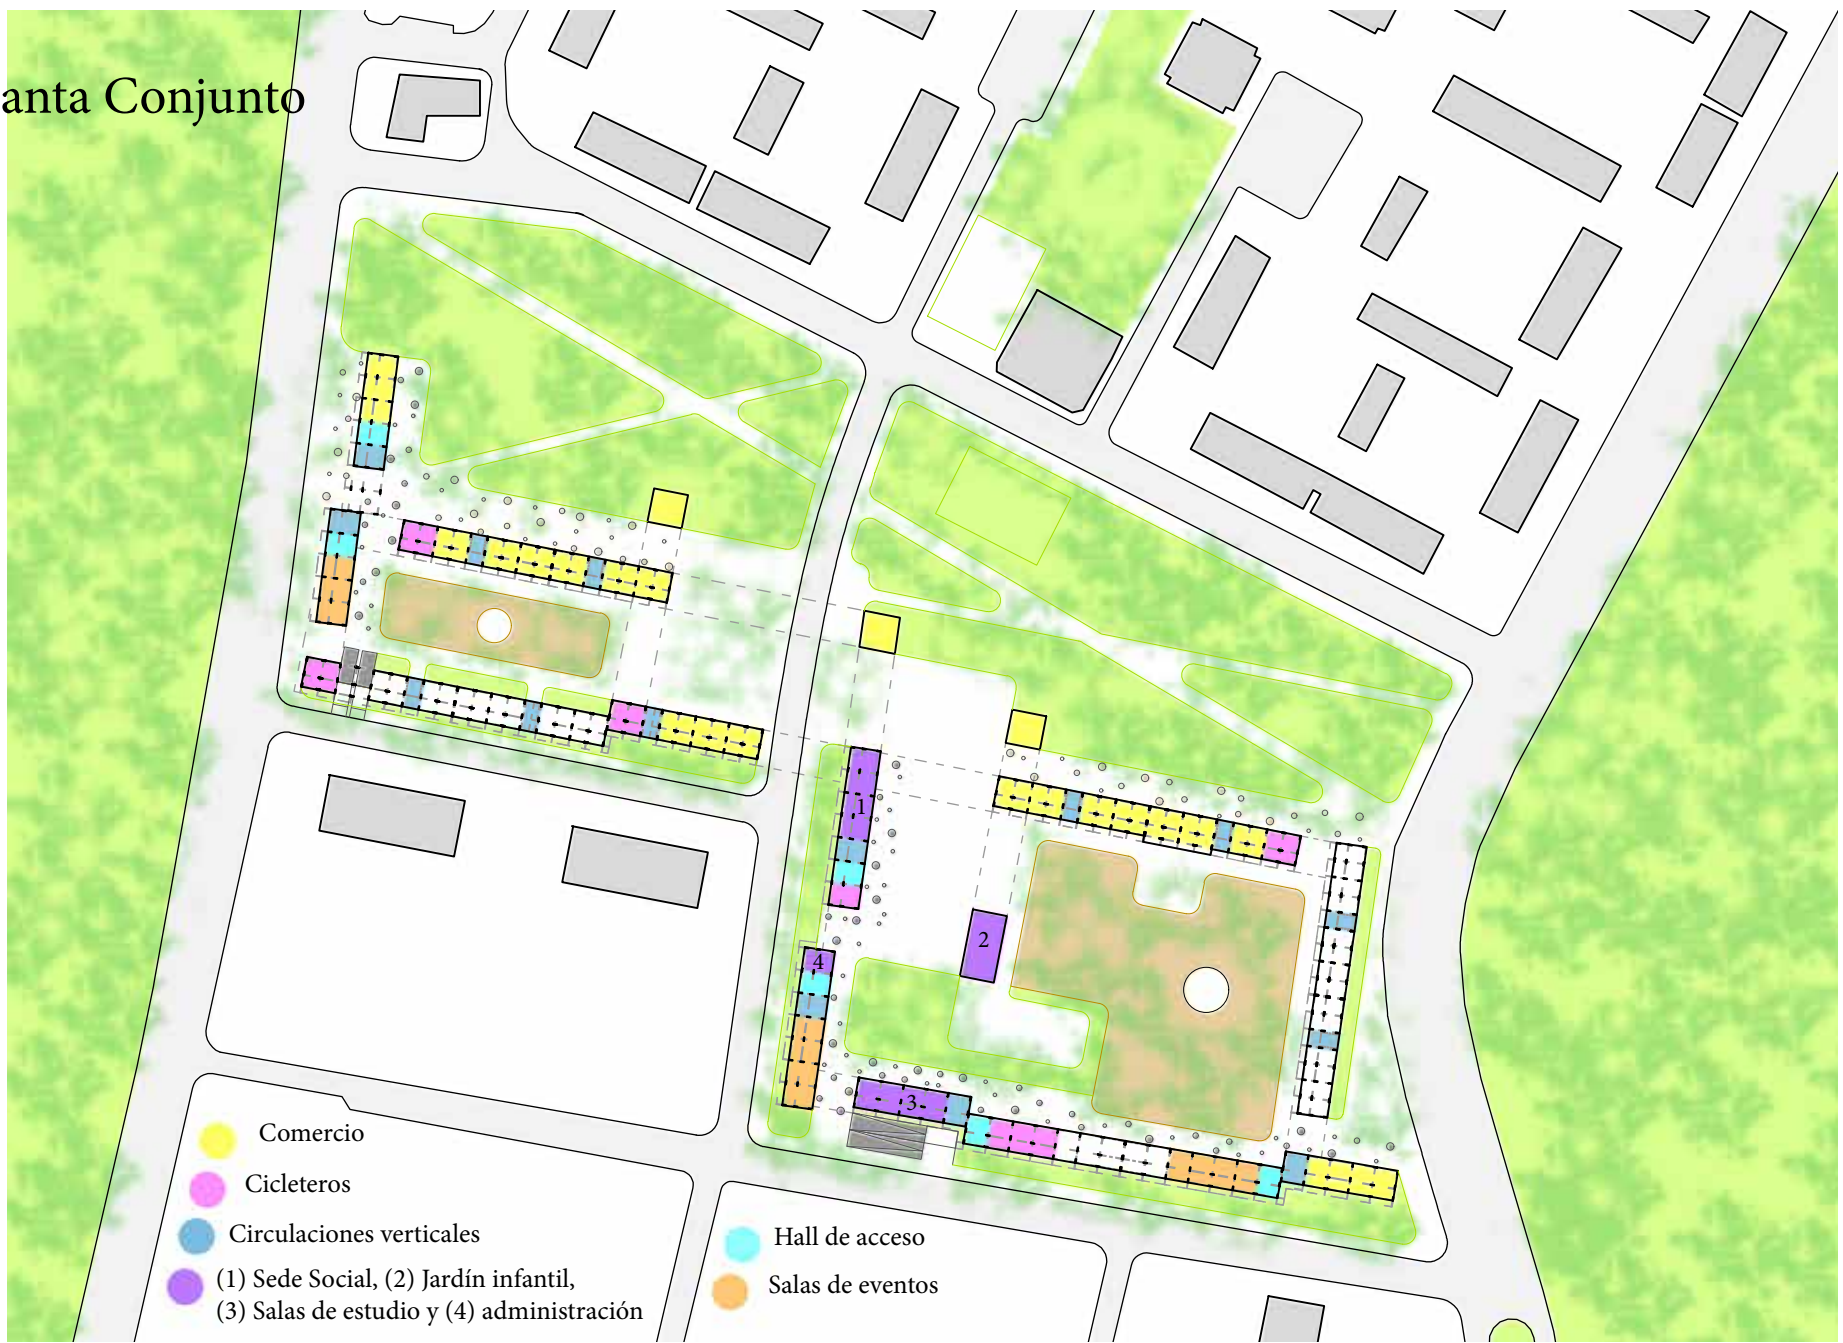 anta Conjunto
1
2
4
3
Comercio
Cicleteros
Circulaciones verticales
(1) Sede Social, (2) Jardín infantil,
(3) Salas de estudio y (4) administración
Hall de acceso
Salas de eventos